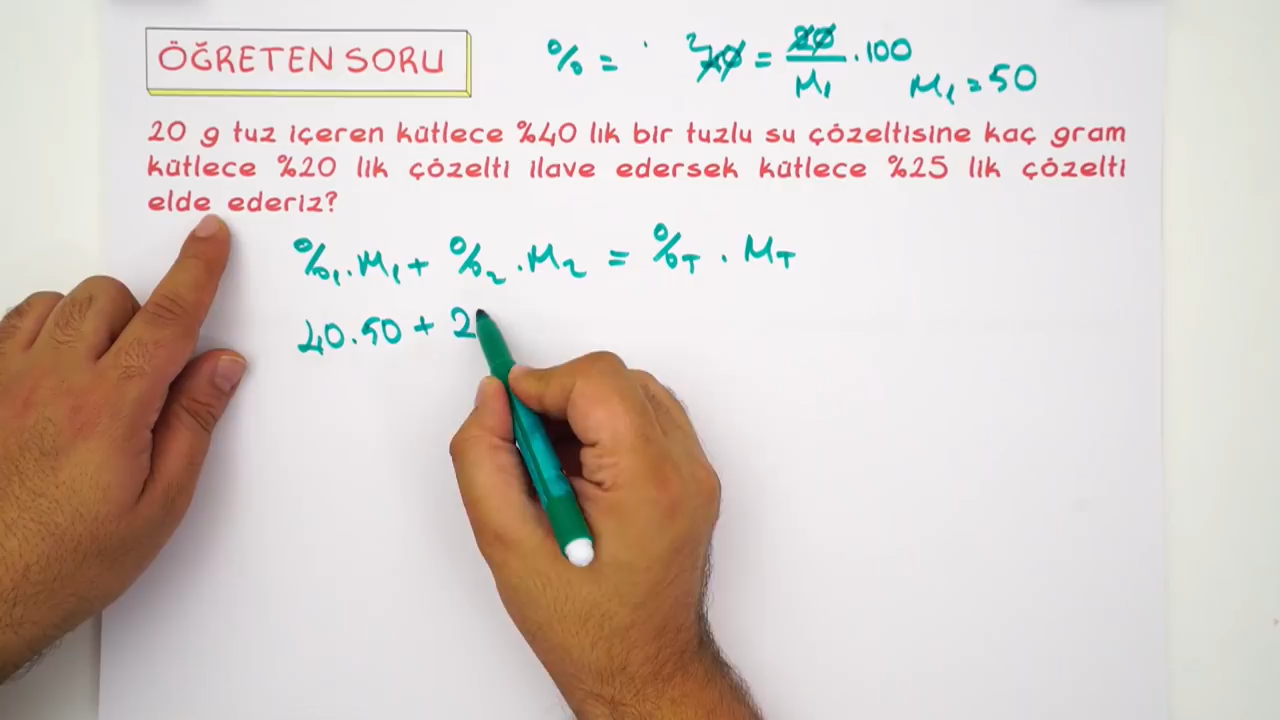 ÖĞRETEN SORU
% = 2 40 = 20/M₁ . 100 M₁ = 50
20 g tuz içeren kütlece %40 lık bir tuzlu su çözeltisine kaç gram
kütlece %20 lik çözelti ilave edersek kütlece %25 lik çözelti
elde ederiz?
%₁ . M₁ + %₂ . M₂ = %T . MT
40.50 + 2